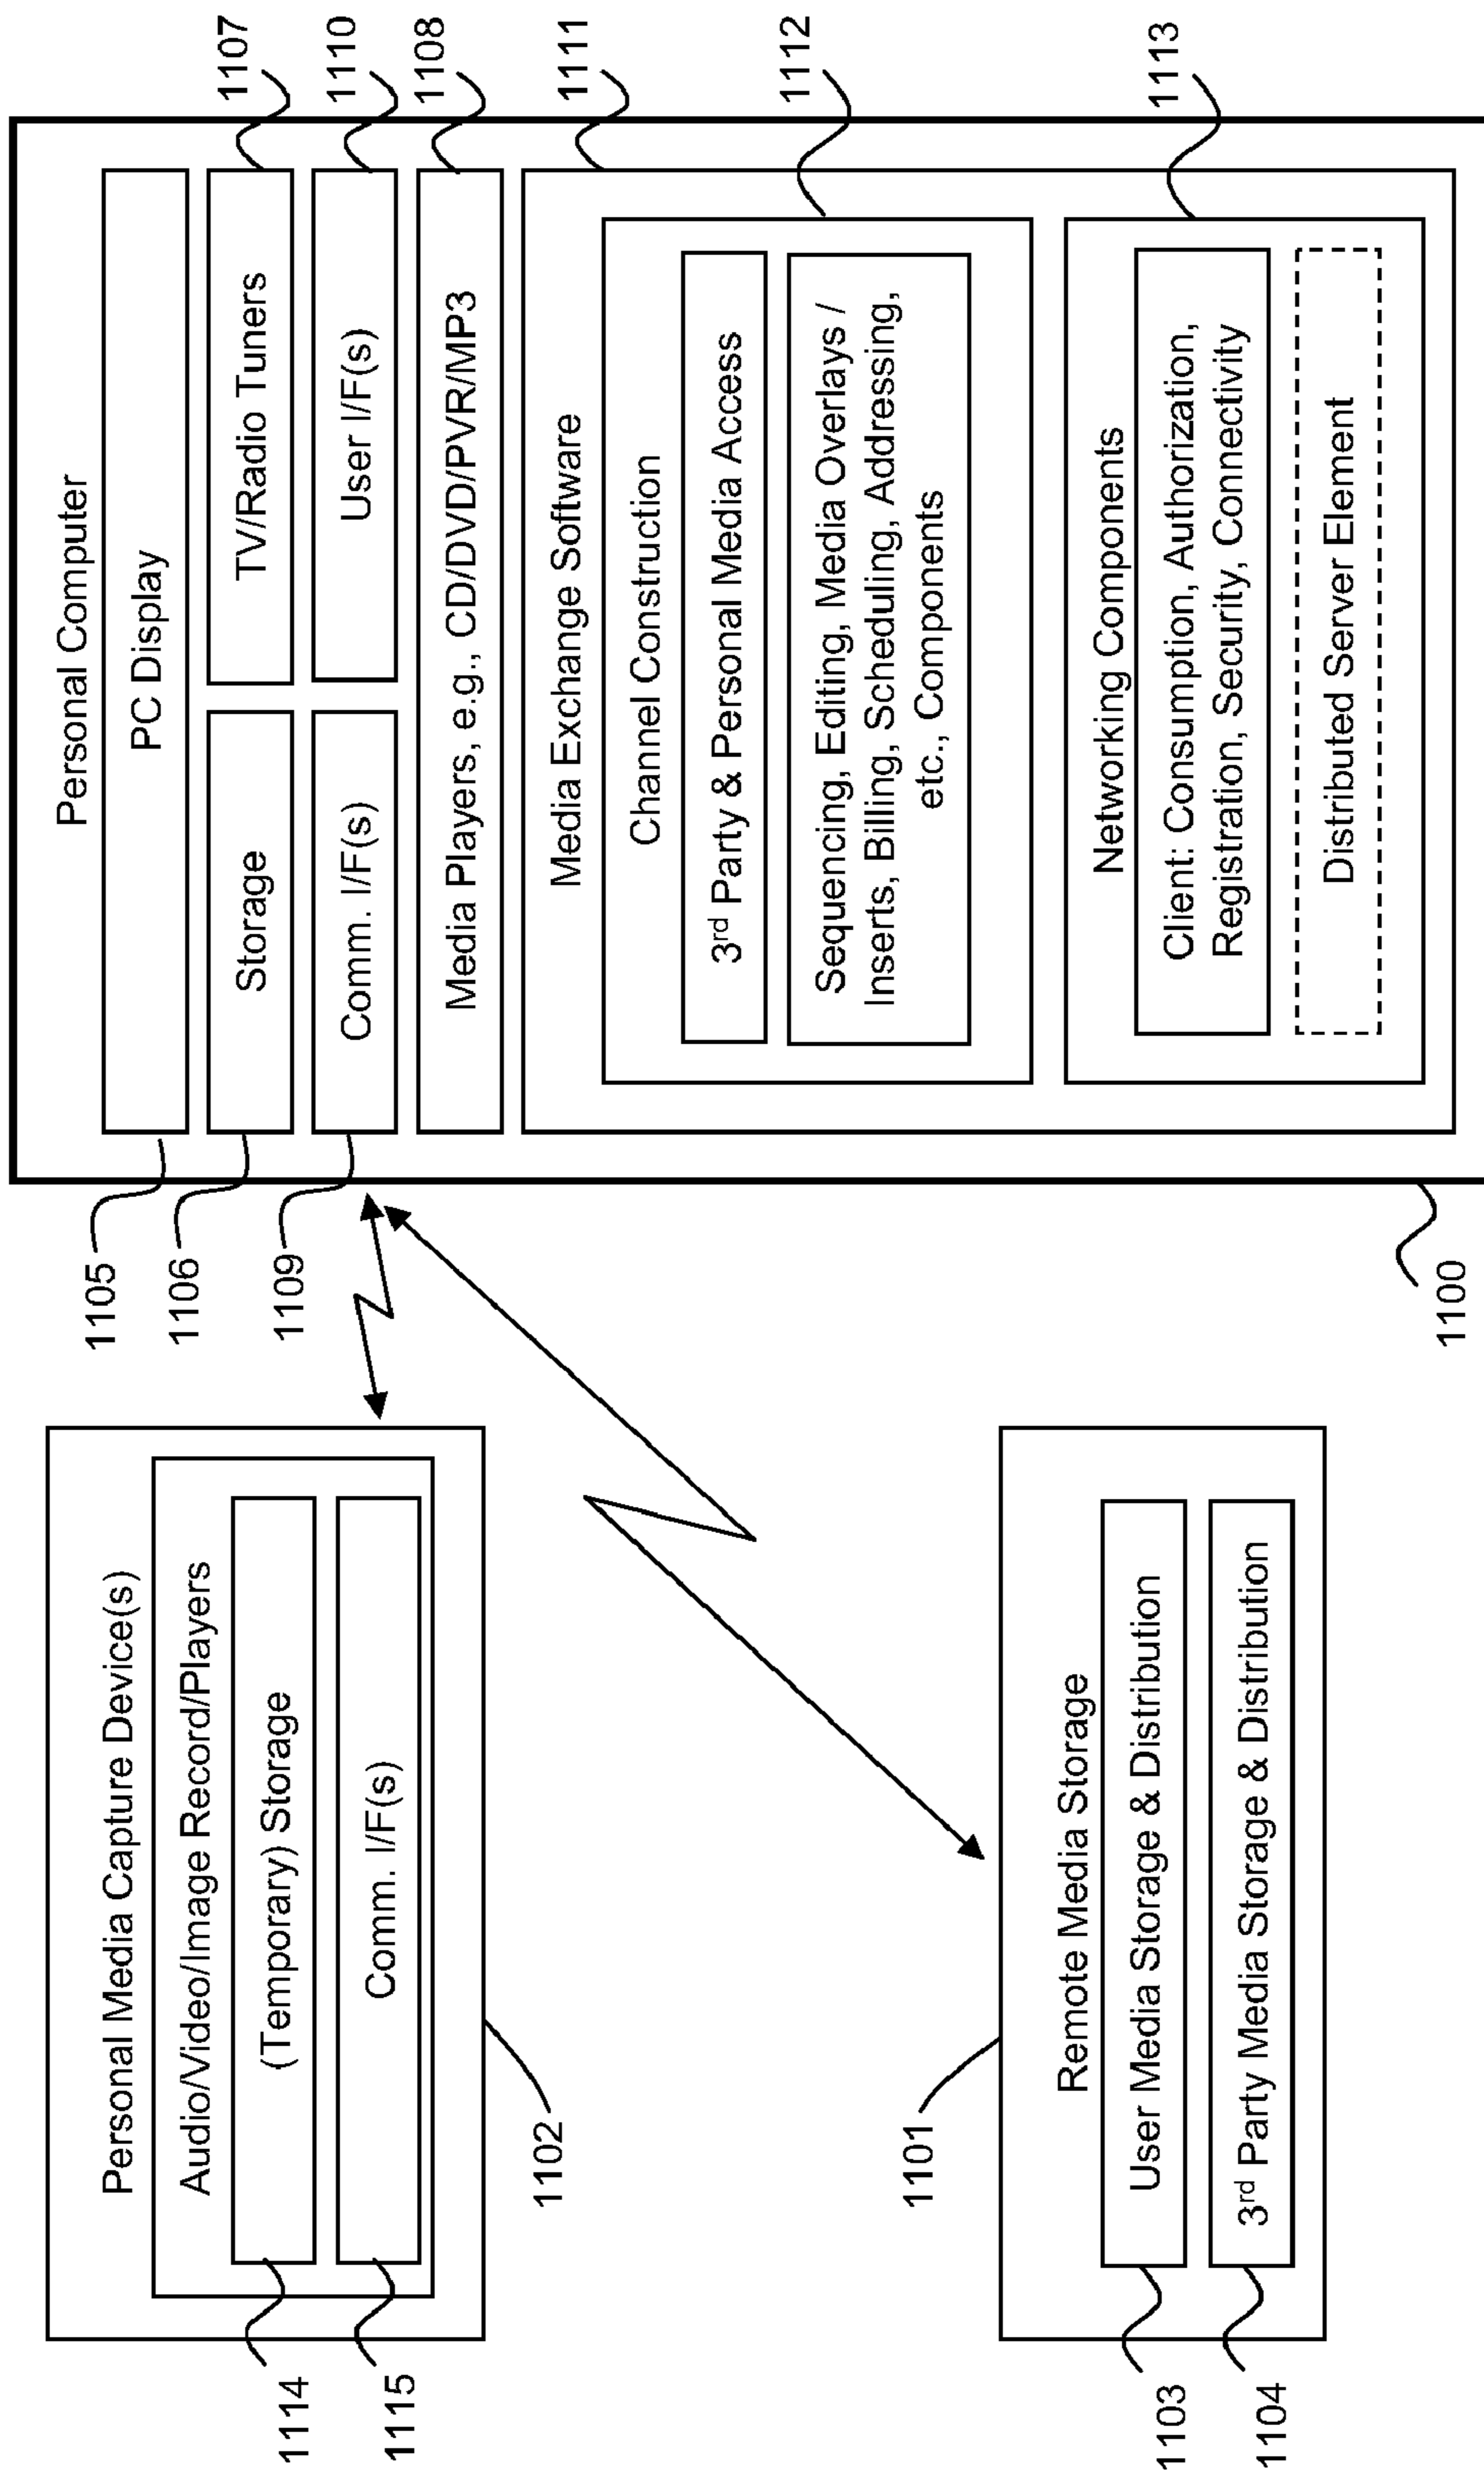 Personal Media Capture Device(s)
Audio/Video/Image Record/Players
(Temporary) Storage
Comm. I/F(s)
1114
1115
1102
Remote Media Storage
User Media Storage & Distribution
3rd Party Media Storage & Distribution
1103
1104
1101
Personal Computer
PC Display
Storage
TV/Radio Tuners
Comm. I/F(s)
User I/F(s)
Media Players, e.g., CD/DVD/PVR/MP3
Media Exchange Software
Channel Construction
3rd Party & Personal Media Access
Sequencing, Editing, Media Overlays /
Inserts, Billing, Scheduling, Addressing,
etc., Components
Networking Components
Client: Consumption, Authorization,
Registration, Security, Connectivity
Distributed Server Element
1105
1106
1109
1100
1107
1110
1108
1111
1112
1113